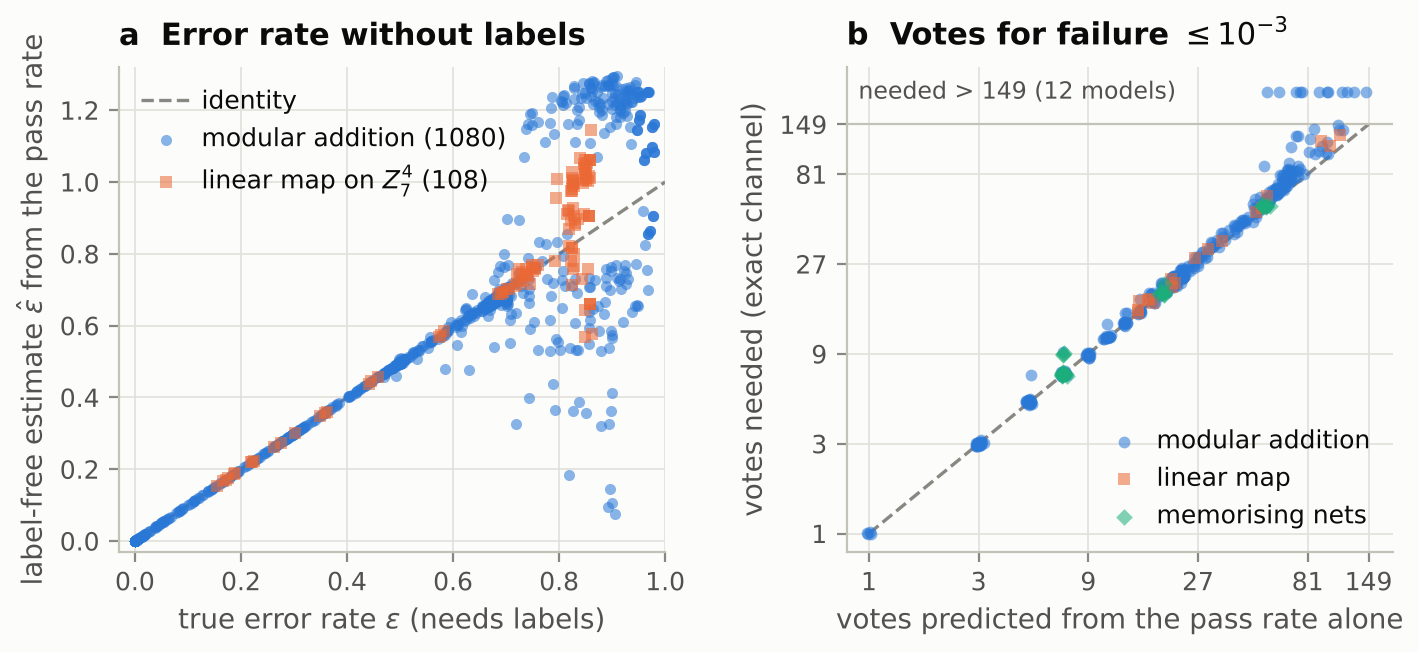 a Error rate without labels
label-free estimate ε̂ from the pass rate
1.2
1.0
0.8
0.6
0.4
0.2
0.0
identity
modular addition (1080)
linear map on Z₇⁴ (108)
0.0 0.2 0.4 0.6 0.8 1.0
true error rate ε (needs labels)
b Votes for failure ≤ 10⁻³
votes needed (exact channel)
needed > 149 (12 models)
149
81
27
9
3
1
modular addition
linear map
memorising nets
1 3 9 27 81 149
votes predicted from the pass rate alone